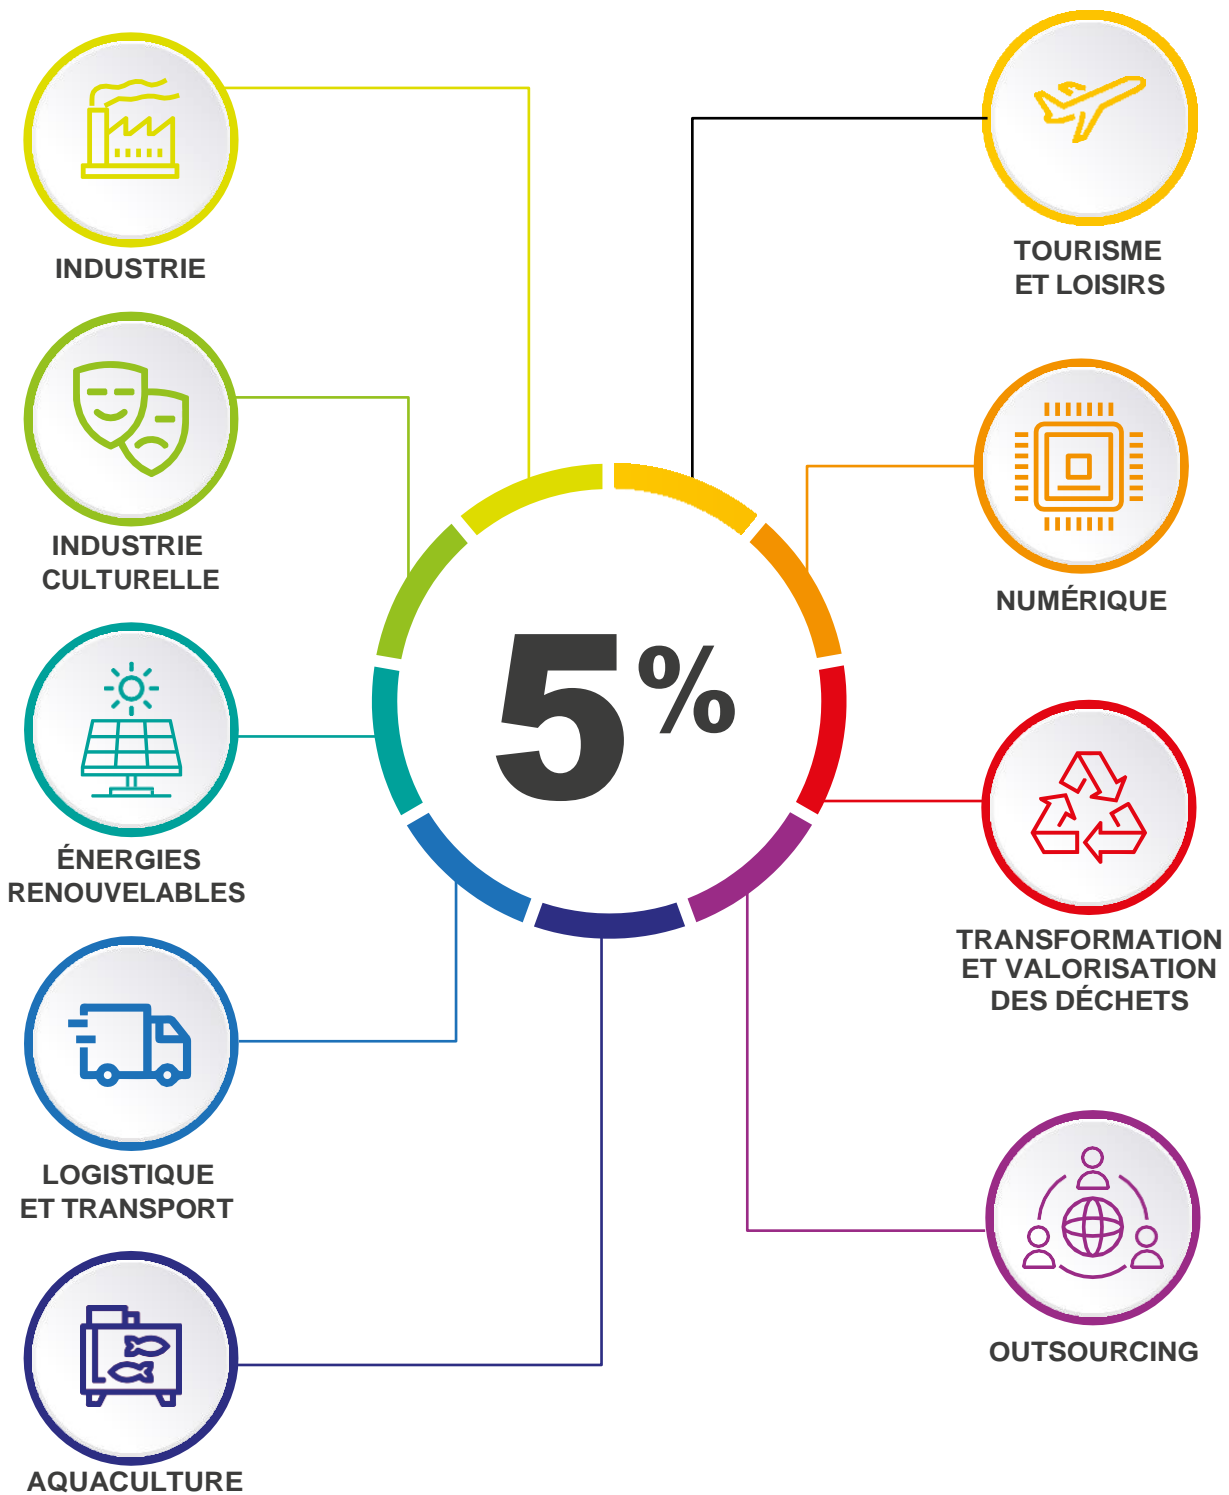 INDUSTRIE
INDUSTRIE
CULTURELLE
ÉNERGIES
RENOUVELABLES
LOGISTIQUE
ET TRANSPORT
AQUACULTURE
5%
TOURISME
ET LOISIRS
NUMÉRIQUE
TRANSFORMATION
ET VALORISATION
DES DÉCHETS
OUTSOURCING